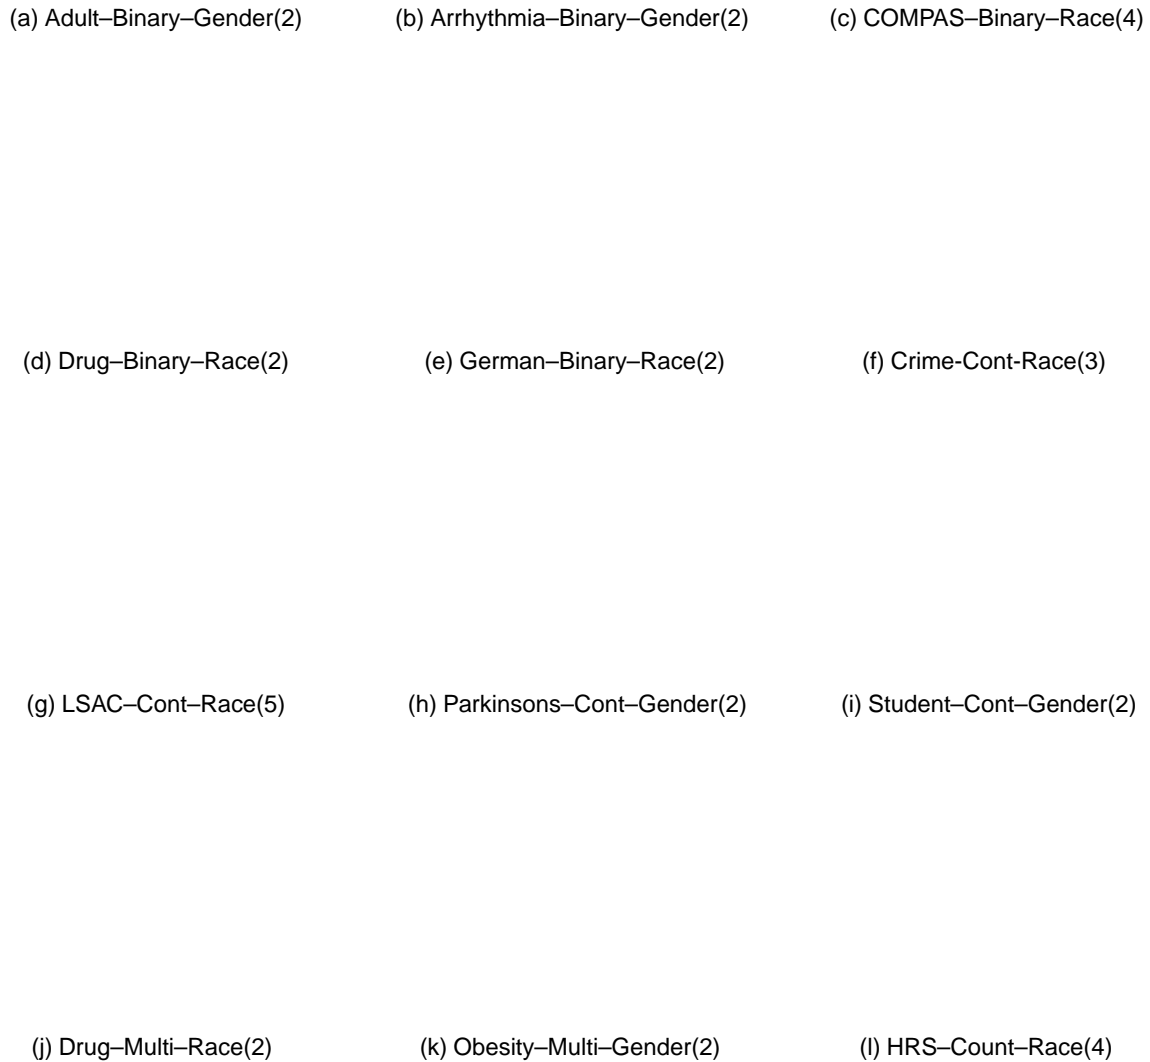 (a) Adult–Binary–Gender(2)
(b) Arrhythmia–Binary–Gender(2)
(c) COMPAS–Binary–Race(4)
(d) Drug–Binary–Race(2)
(e) German–Binary–Race(2)
(f) Crime-Cont-Race(3)
(g) LSAC–Cont–Race(5)
(h) Parkinsons–Cont–Gender(2)
(i) Student–Cont–Gender(2)
(j) Drug–Multi–Race(2)
(k) Obesity–Multi–Gender(2)
(l) HRS–Count–Race(4)